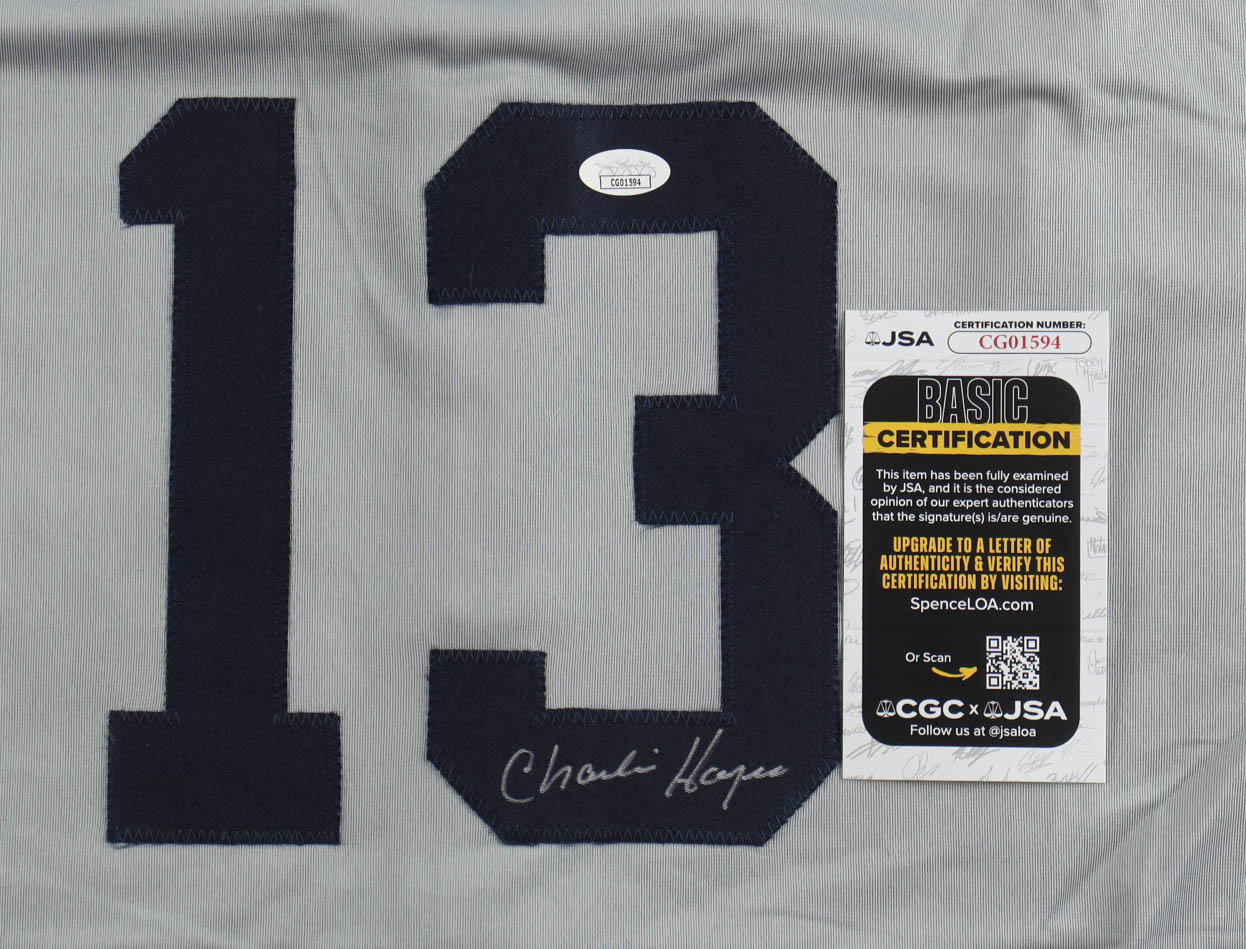 13
CG01594
Charlie Hayes
JSA
CERTIFICATION NUMBER:
CG01594
BASIC
CERTIFICATION
This item has been fully examined
by JSA, and it is the considered
opinion of our expert authenticators
that the signature(s) is/are genuine.
UPGRADE TO A LETTER OF
AUTHENTICITY & VERIFY THIS
CERTIFICATION BY VISITING:
SpenceLOA.com
Or Scan
CGC x JSA
Follow us at @jsaloa